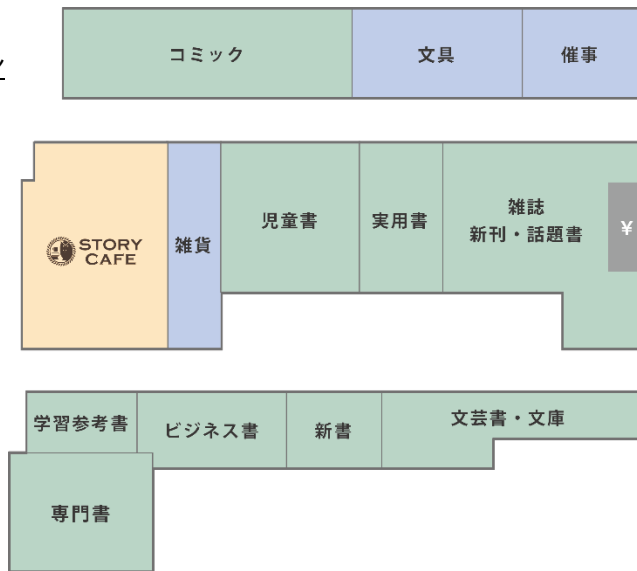 コミック
文具
催事
STORY
CAFE
雑貨
児童書
実用書
雑誌
新刊・話題書
¥
学習参考書
ビジネス書
新書
文芸書・文庫
専門書